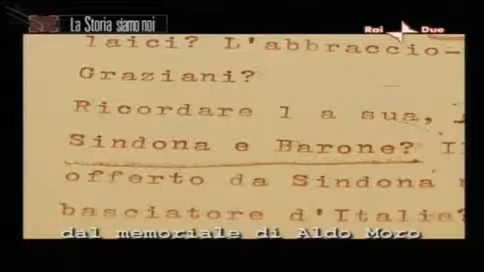 La Storia siamo noi
Rai Due
laici? L'abbraccio-
Graziani?
Ricordare l a sua,
Sindona e Barone?
offerto da Sindona
basciatore d'Italia?
dal memoriale di Aldo Moro